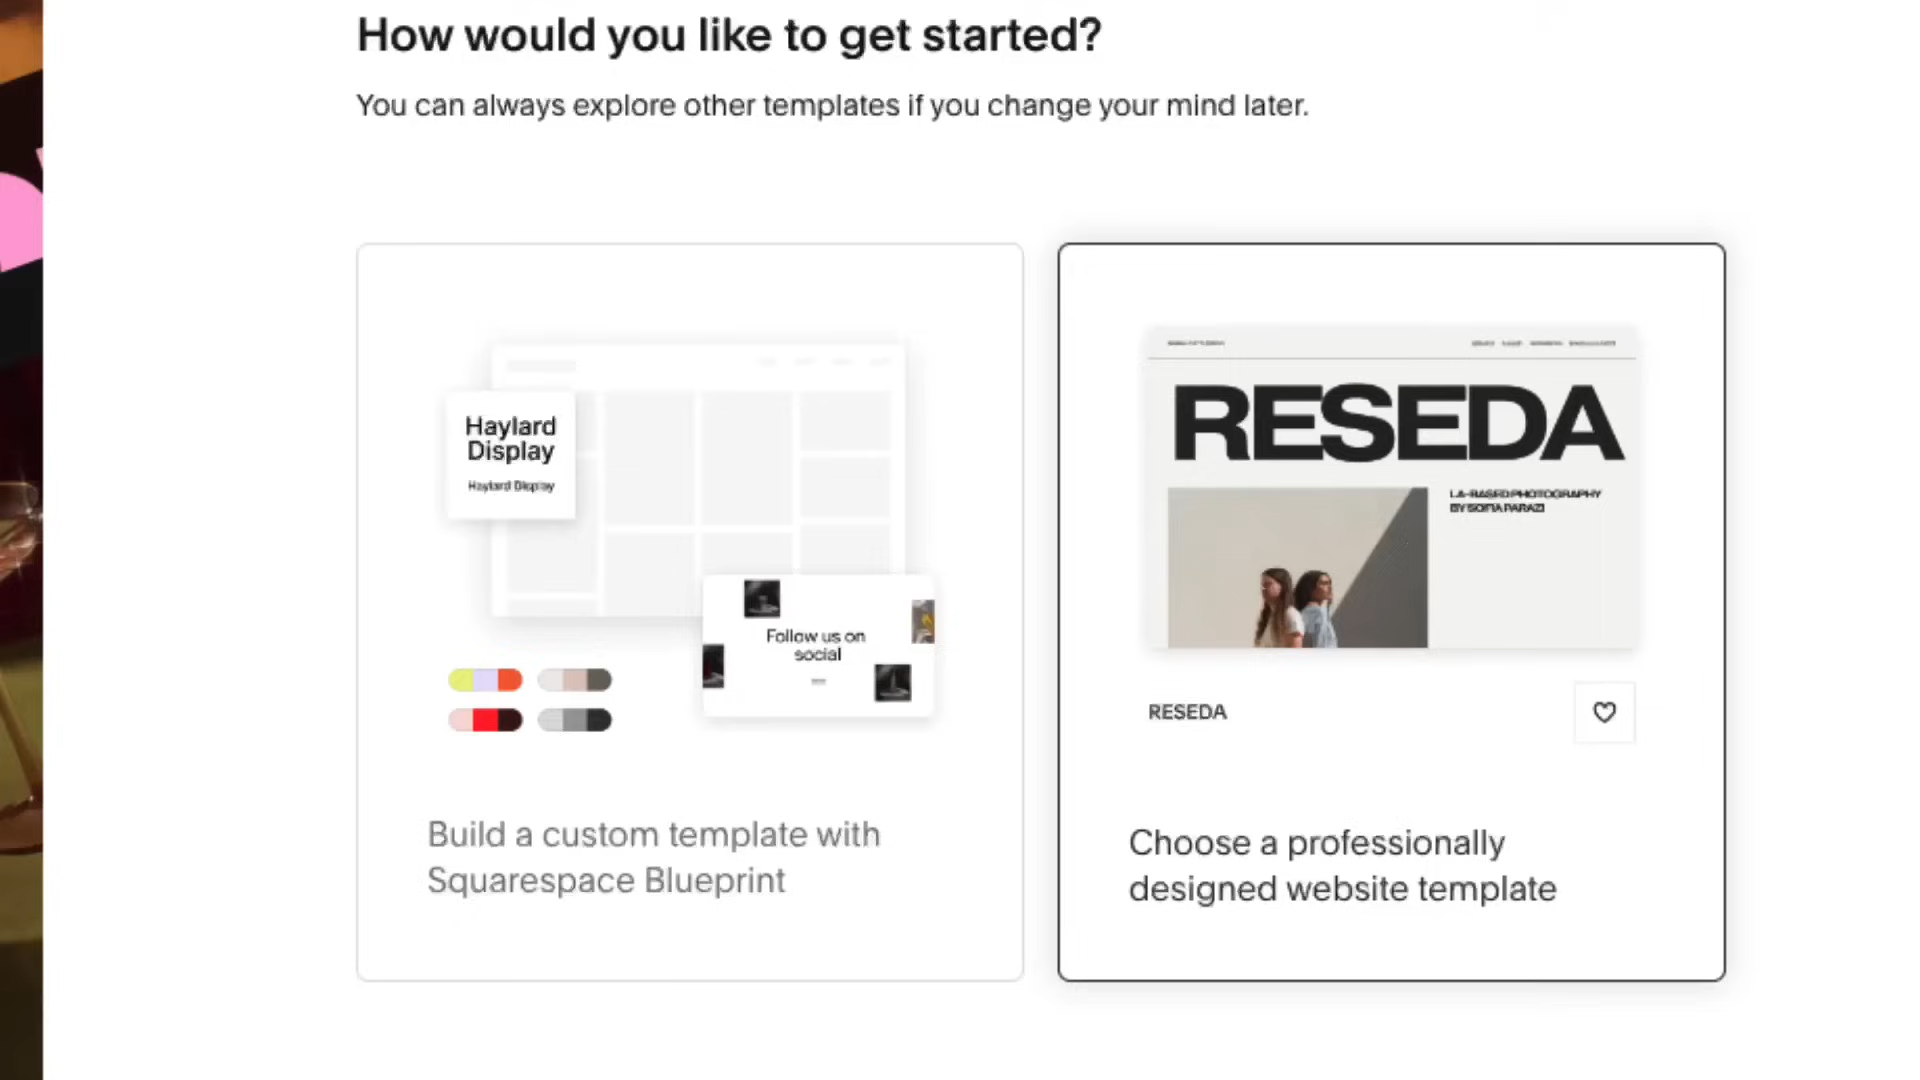 How would you like to get started?
You can always explore other templates if you change your mind later.
Haylard
Display
Haylard Display
Follow us on
social
Build a custom template with
Squarespace Blueprint
RESEDA
LA-BASED PHOTOGRAPHY
BY SOFIA PARAZI
RESEDA
Choose a professionally
designed website template